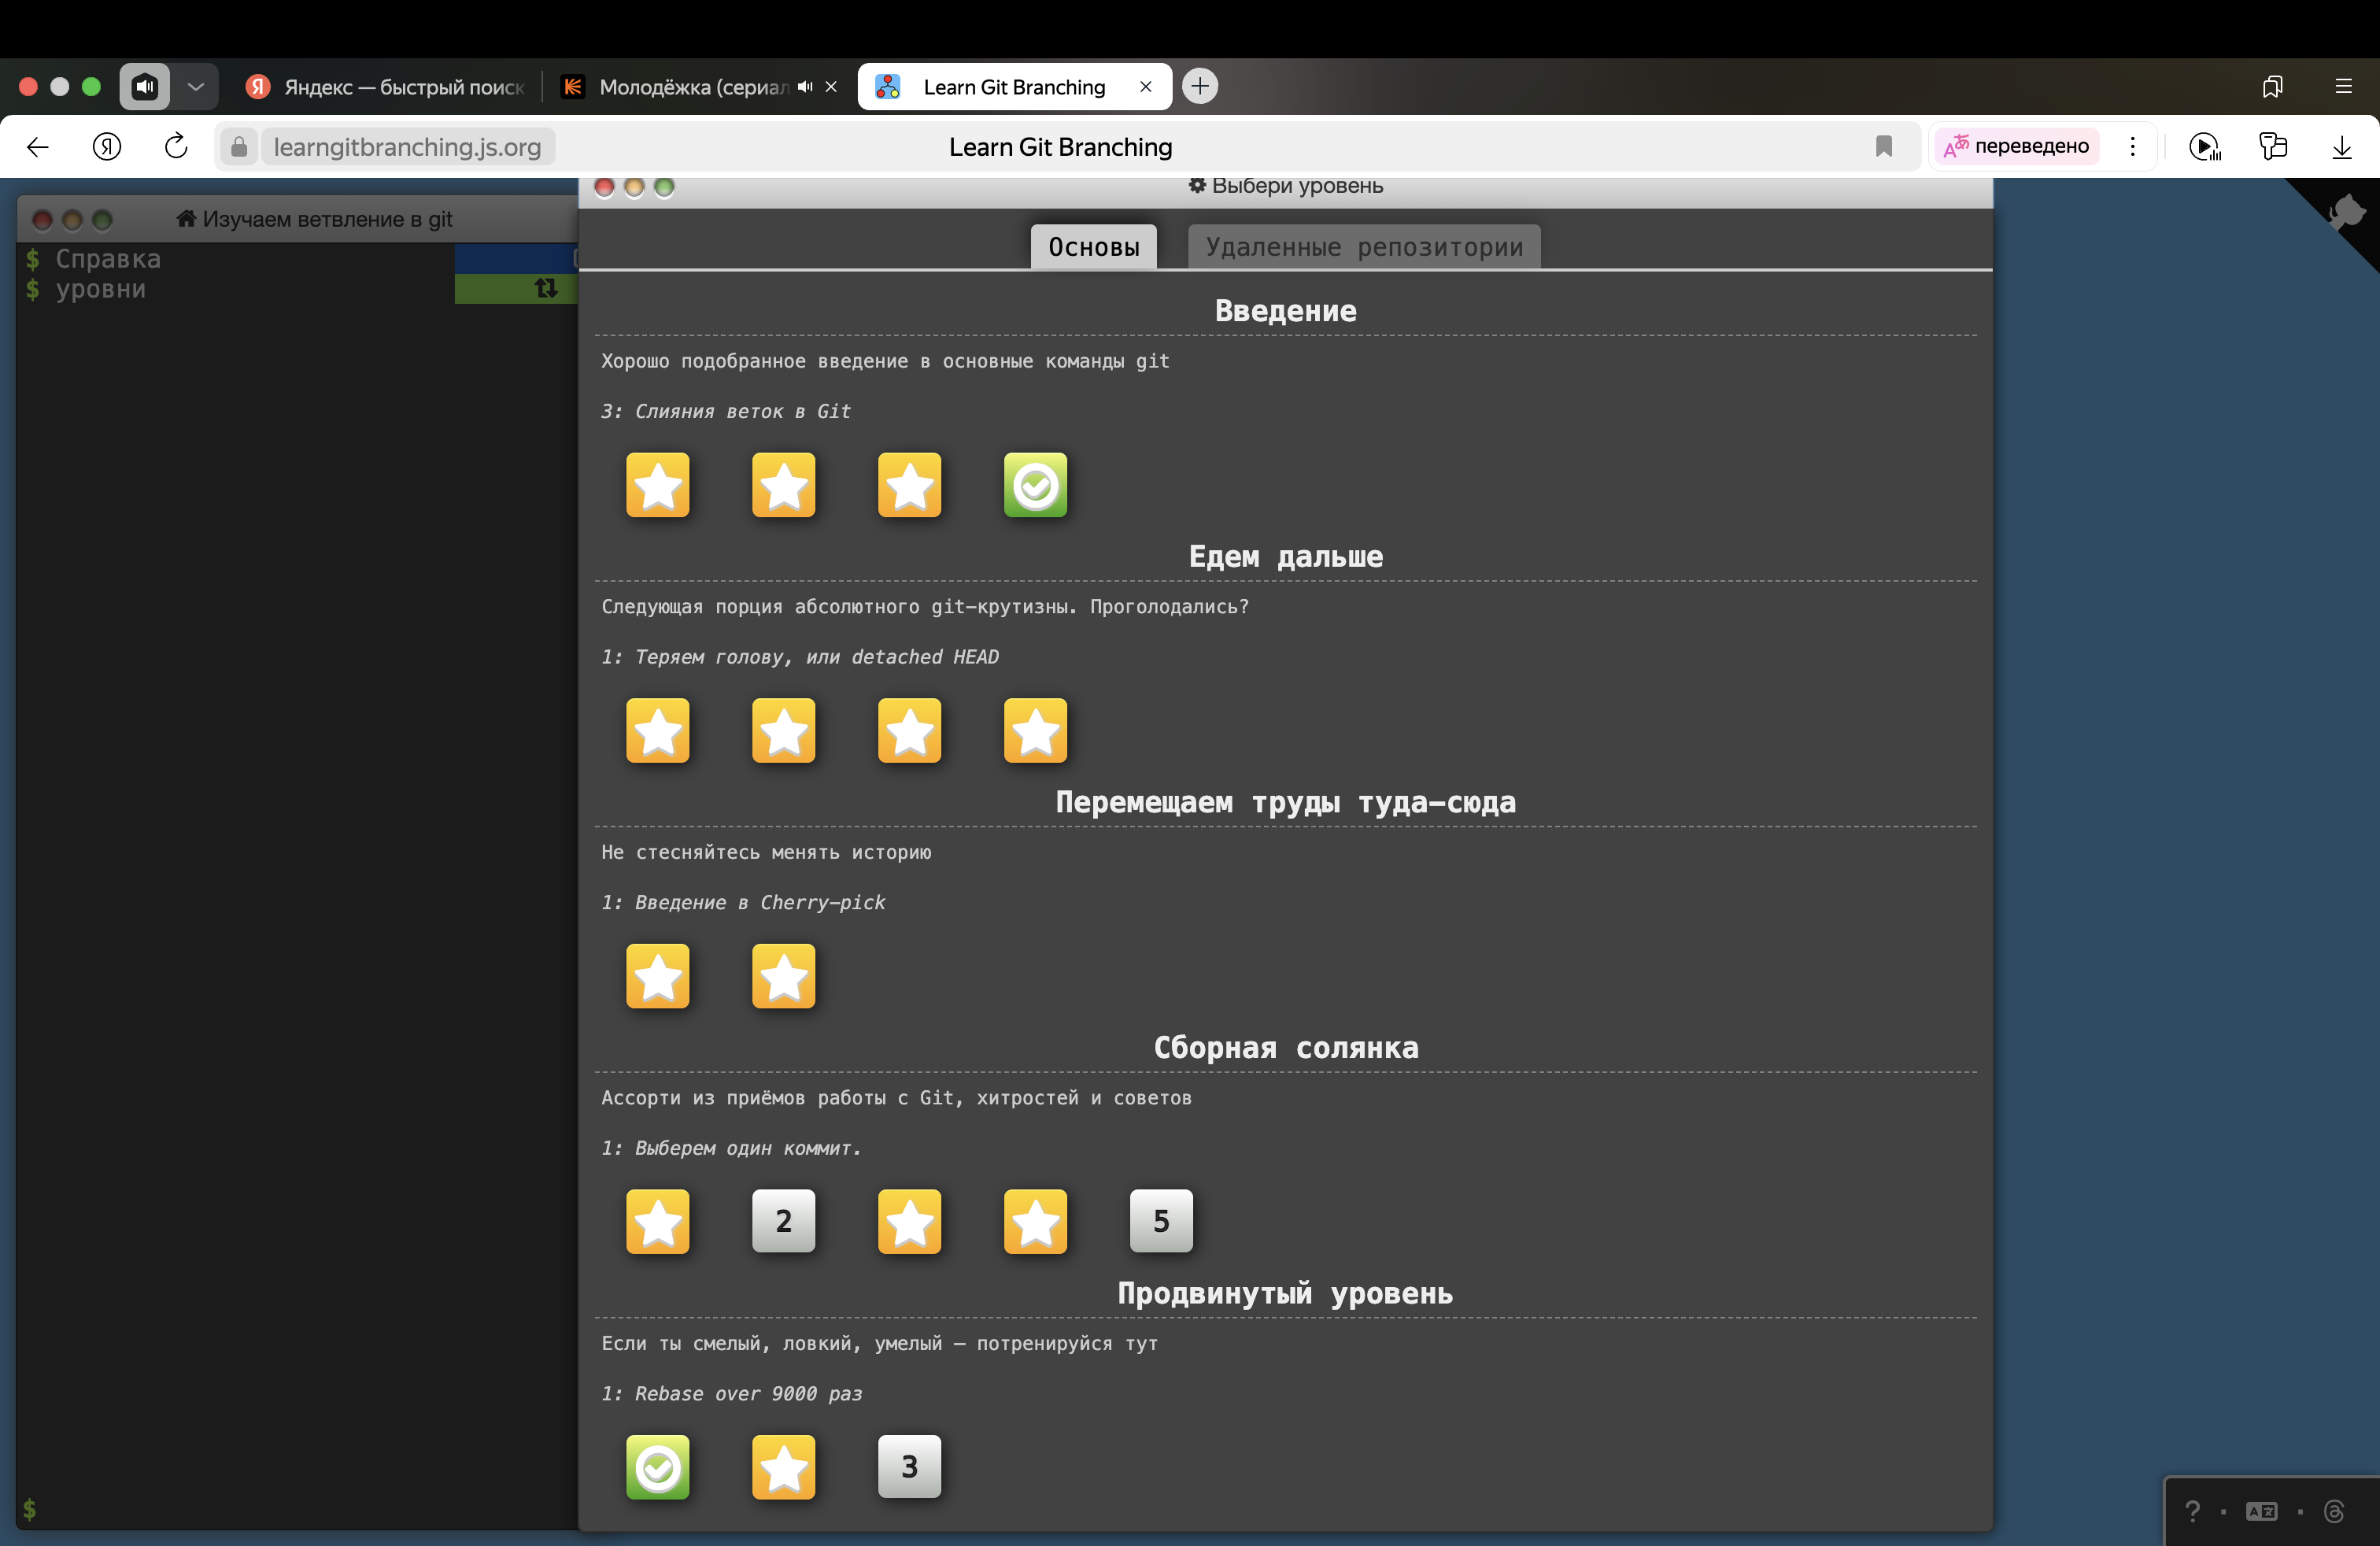 Яндекс — быстрый поиск
Молодёжка (сериал
Learn Git Branching
learngitbranching.js.org
Learn Git Branching
переведено
Изучаем ветвление в git
$ Справка
$ уровни
$
Выбери уровень
Основы
Удаленные репозитории
Введение
Хорошо подобранное введение в основные команды git
3: Слияния веток в Git
Едем дальше
Следующая порция абсолютного git-крутизны. Проголодались?
1: Теряем голову, или detached HEAD
Перемещаем труды туда-сюда
Не стесняйтесь менять историю
1: Введение в Cherry-pick
Сборная солянка
Ассорти из приёмов работы с Git, хитростей и советов
1: Выберем один коммит.
2
5
Продвинутый уровень
Если ты смелый, ловкий, умелый — потренируйся тут
1: Rebase over 9000 раз
3